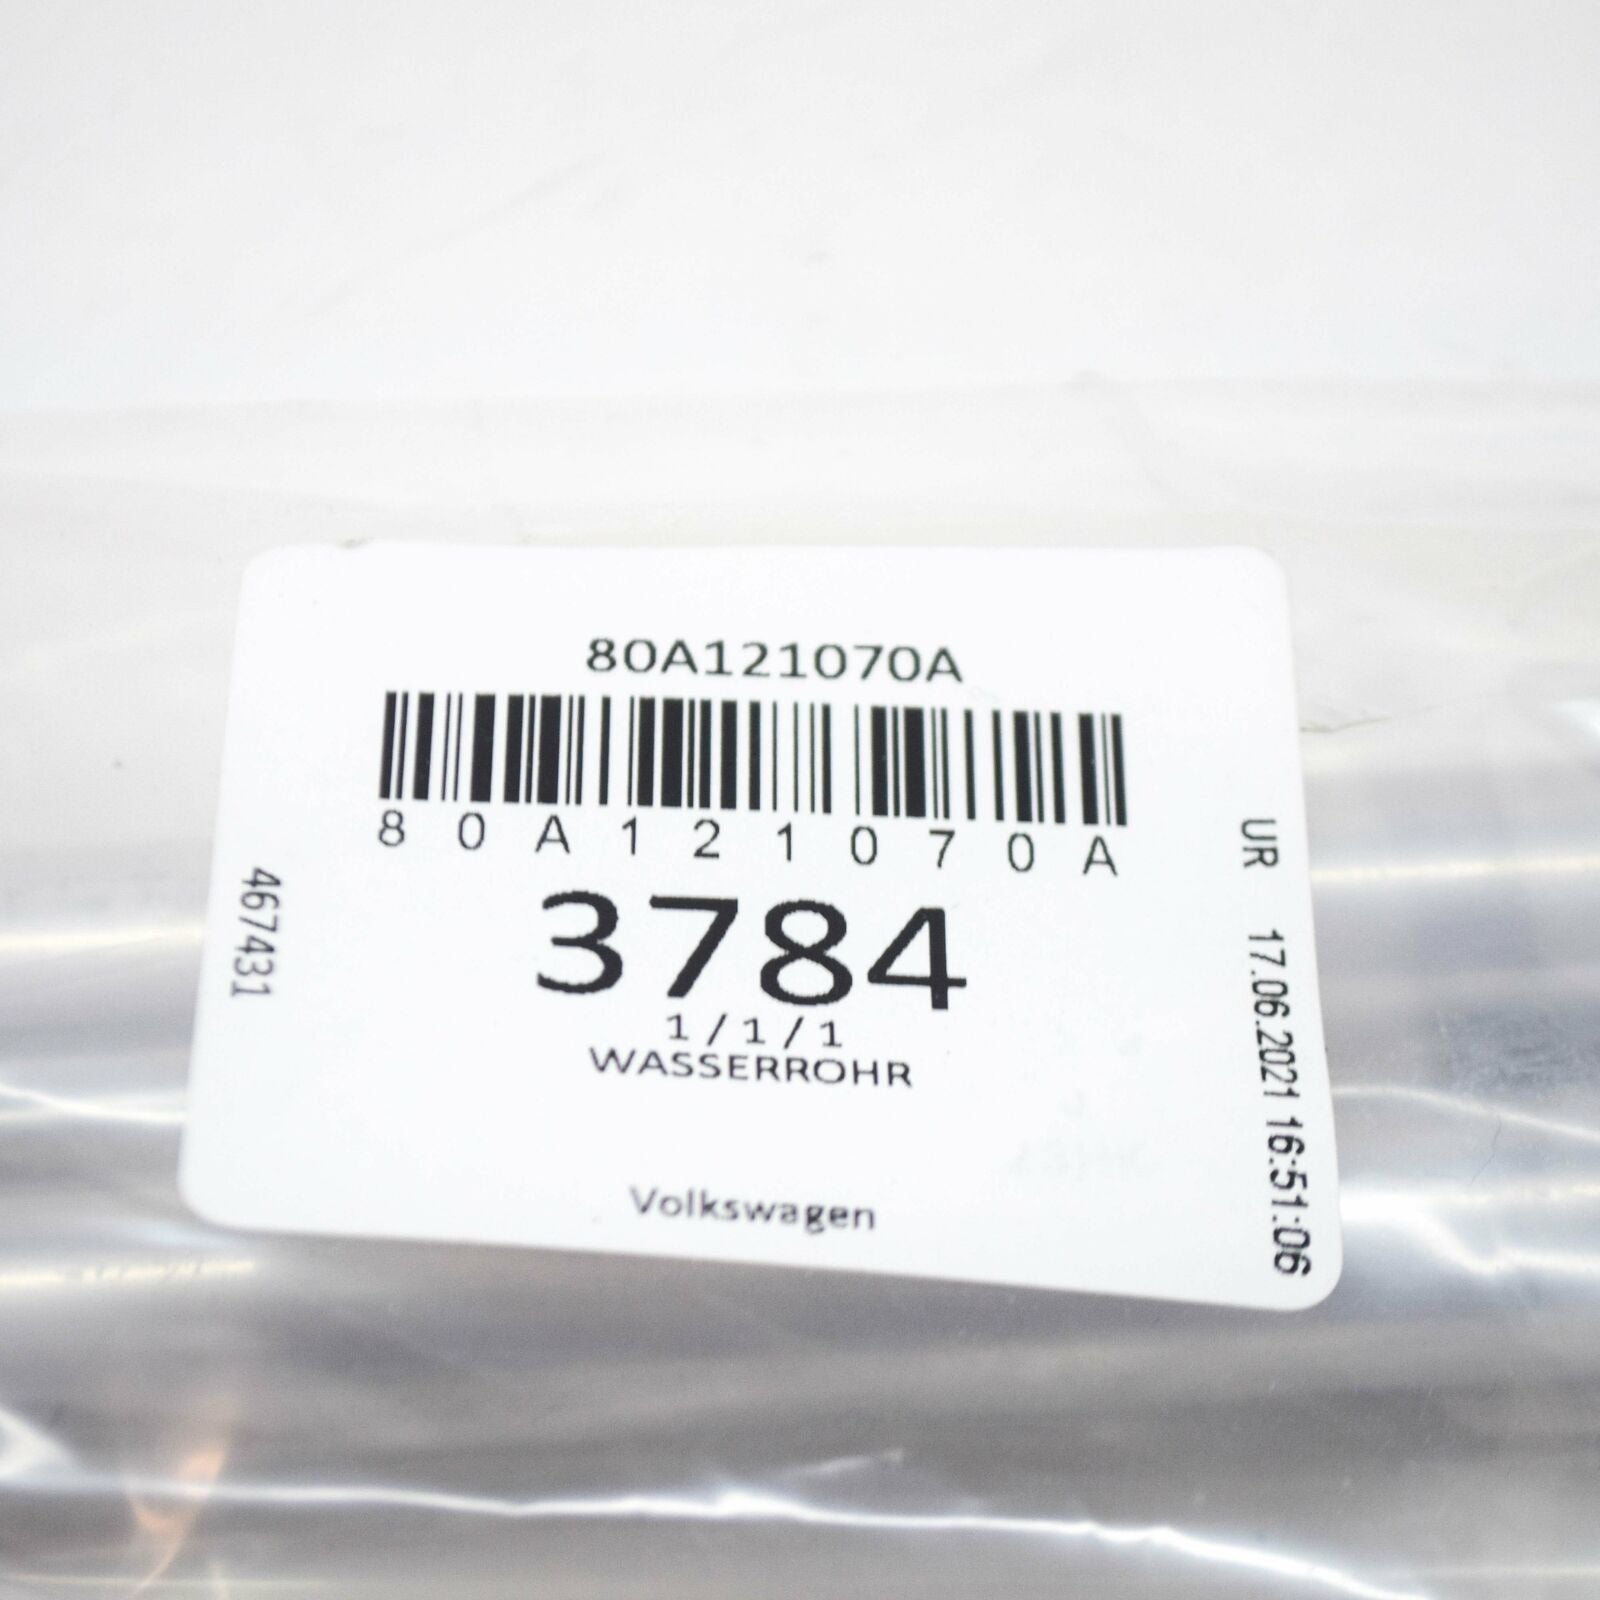 80A121070A
80A121070A
3784
1/1/1
WASSERROHR
Volkswagen
467431
UR 17.06.2021 16:51:06